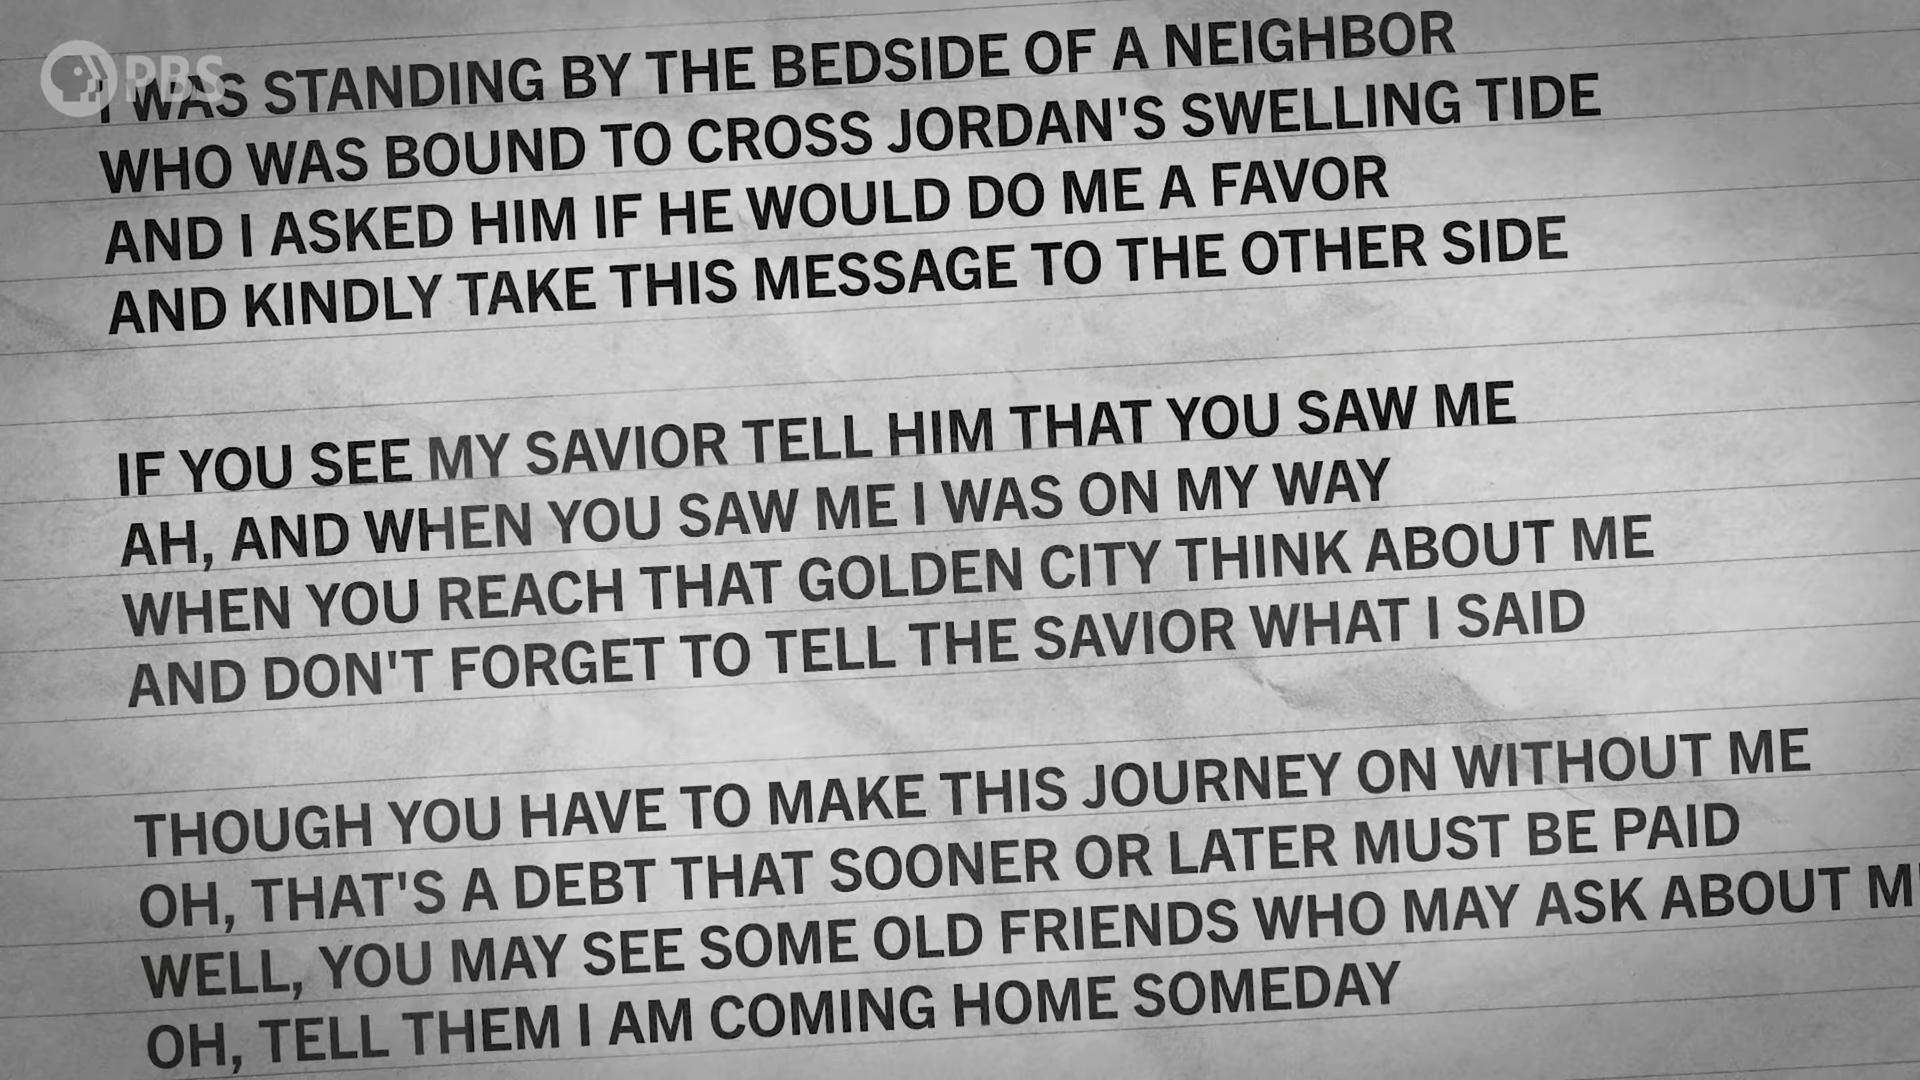 PBS
I WAS STANDING BY THE BEDSIDE OF A NEIGHBOR
WHO WAS BOUND TO CROSS JORDAN'S SWELLING TIDE
AND I ASKED HIM IF HE WOULD DO ME A FAVOR
AND KINDLY TAKE THIS MESSAGE TO THE OTHER SIDE
IF YOU SEE MY SAVIOR TELL HIM THAT YOU SAW ME
AH, AND WHEN YOU SAW ME I WAS ON MY WAY
WHEN YOU REACH THAT GOLDEN CITY THINK ABOUT ME
AND DON'T FORGET TO TELL THE SAVIOR WHAT I SAID
THOUGH YOU HAVE TO MAKE THIS JOURNEY ON WITHOUT ME
OH, THAT'S A DEBT THAT SOONER OR LATER MUST BE PAID
WELL, YOU MAY SEE SOME OLD FRIENDS WHO MAY ASK ABOUT
OH, TELL THEM I AM COMING HOME SOMEDAY